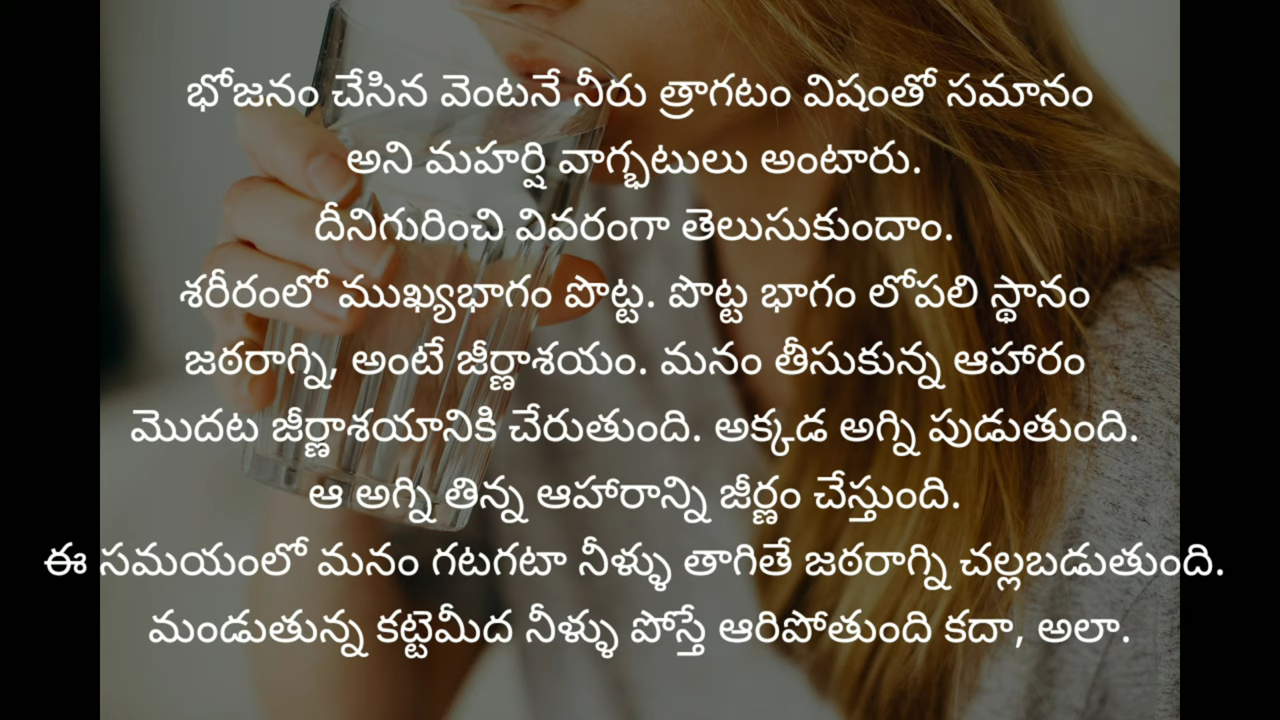 భోజనం చేసిన వెంటనే నీరు త్రాగటం విషంతో సమానం
అని మహర్షి వాగ్భటులు అంటారు.
దీనిగురించి వివరంగా తెలుసుకుందాం.
శరీరంలో ముఖ్యభాగం పొట్ట. పొట్ట భాగం లోపలి స్థానం
జఠరాగ్ని, అంటే జీర్ణాశయం. మనం తీసుకున్న ఆహారం
మొదట జీర్ణాశయానికి చేరుతుంది. అక్కడ అగ్ని పుడుతుంది.
ఆ అగ్ని తిన్న ఆహారాన్ని జీర్ణం చేస్తుంది.
ఈ సమయంలో మనం గటగటా నీళ్ళు తాగితే జఠరాగ్ని చల్లబడుతుంది.
మండుతున్న కట్టెమీద నీళ్ళు పోస్తే ఆరిపోతుంది కదా, అలా.